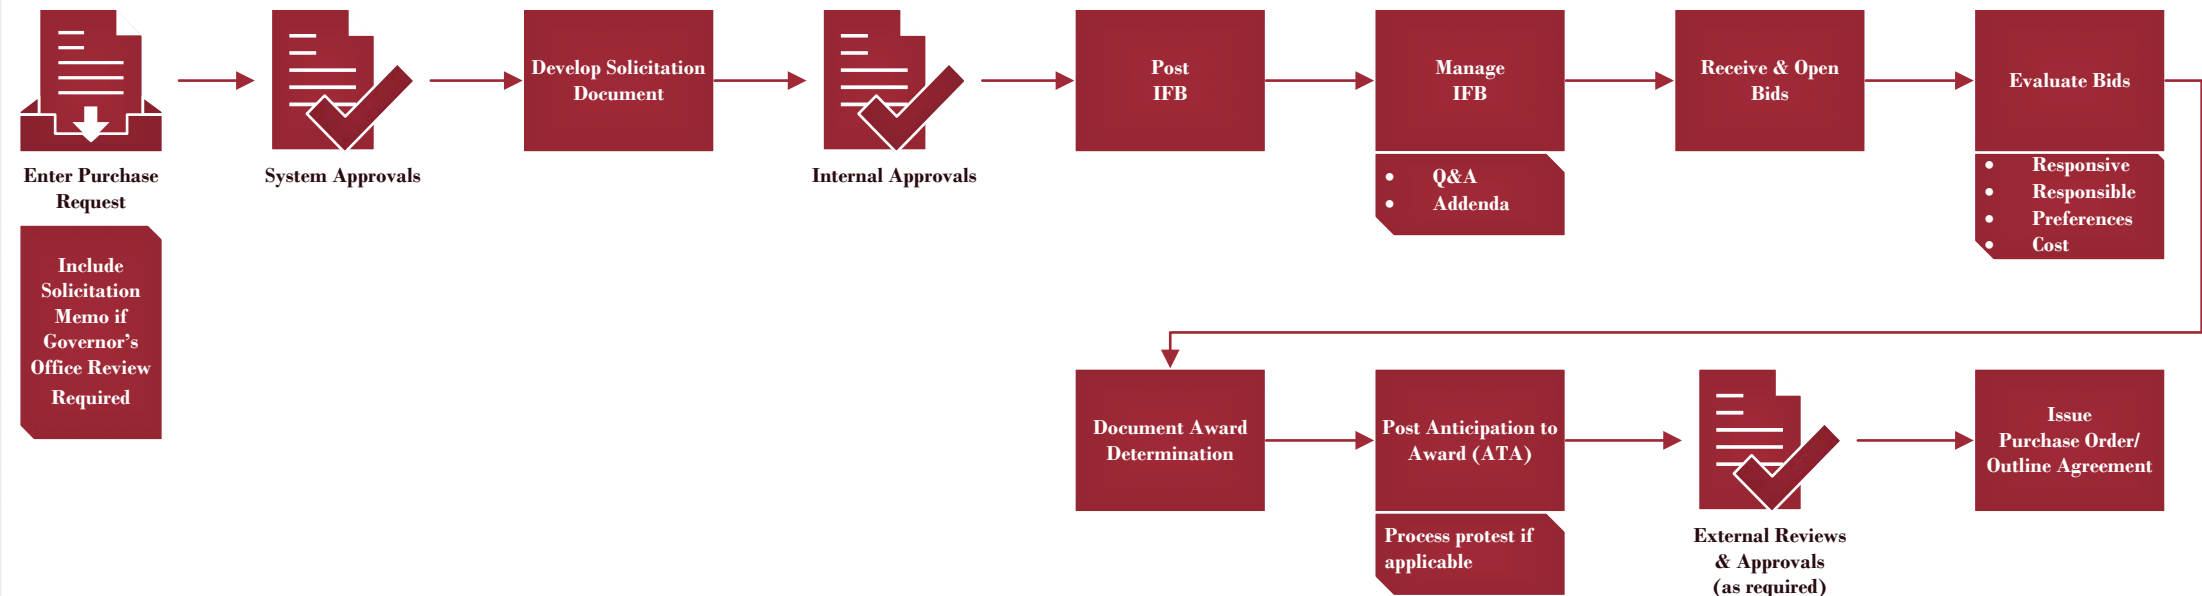 Enter Purchase
Request
Include
Solicitation
Memo if
Governor's
Office Review
Required
System Approvals
Develop Solicitation
Document
Internal Approvals
Post
IFB
Manage
IFB
• Q&A
• Addenda
Receive & Open
Bids
Evaluate Bids
• Responsive
• Responsible
• Preferences
• Cost
Document Award
Determination
Post Anticipation to
Award (ATA)
Process protest if
applicable
External Reviews
& Approvals
(as required)
Issue
Purchase Order/
Outline Agreement